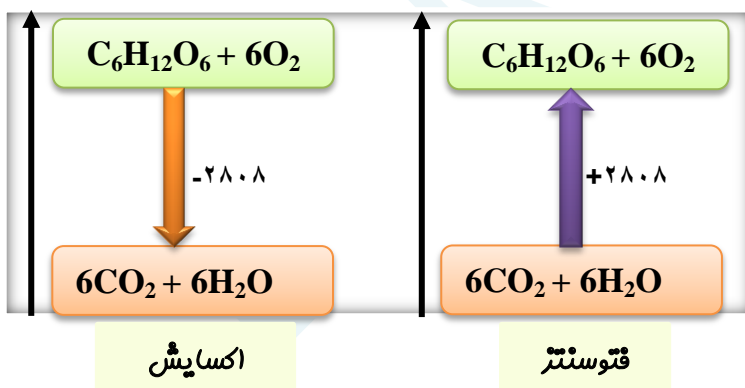 C₆H₁₂O₆ + 6O₂
-۲۸۰۸
6CO₂ + 6H₂O
اکسایش
C₆H₁₂O₆ + 6O₂
+۲۸۰۸
6CO₂ + 6H₂O
فتوسنتز